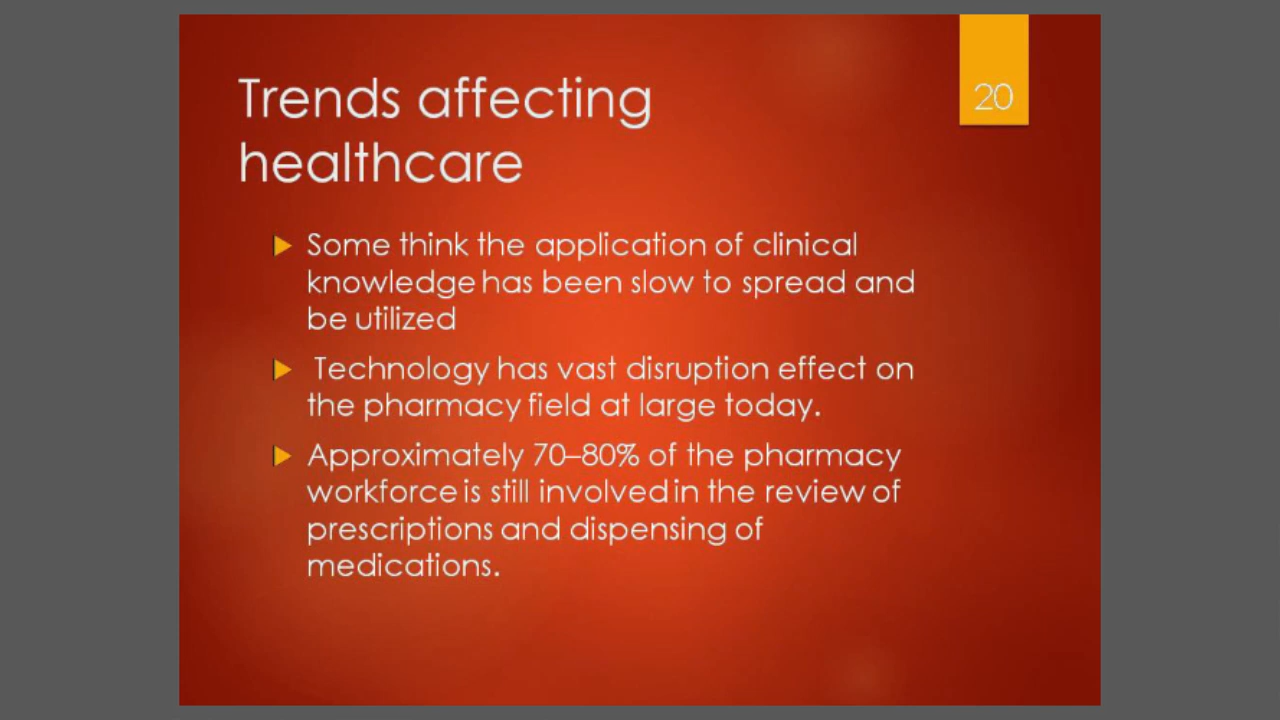 Trends affecting
healthcare
20
Some think the application of clinical
knowledge has been slow to spread and
be utilized
Technology has vast disruption effect on
the pharmacy field at large today.
Approximately 70–80% of the pharmacy
workforce is still involved in the review of
prescriptions and dispensing of
medications.